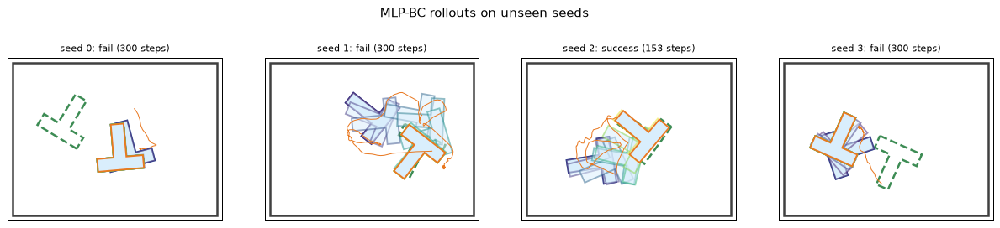 MLP-BC rollouts on unseen seeds
seed 0: fail (300 steps)
seed 1: fail (300 steps)
seed 2: success (153 steps)
seed 3: fail (300 steps)